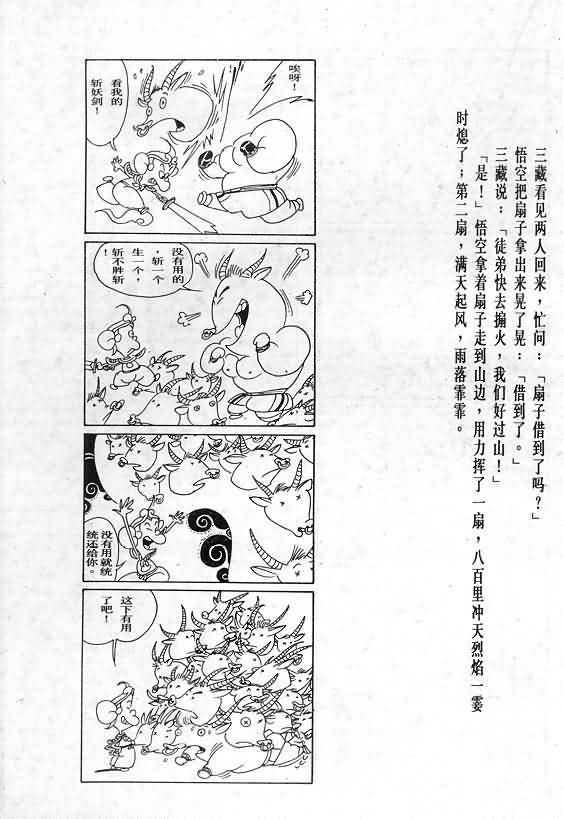 三藏看见两人回来，忙问：「扇子借到了吗？」
悟空把扇子拿出来晃了晃：「借到了。」
三藏说：「徒弟快去搧火，我们好过山！」
「是！」悟空拿着扇子走到山边，用力挥了一扇，八百里冲天烈焰一霎
时熄了；第二扇，满天起风，雨落霏霏。
唉呀！
看我的
斩妖剑！
没有用的
，斩一个
生一个，
斩不胜斩
！
没有用就统
统还给你。
这下有用
了吧！